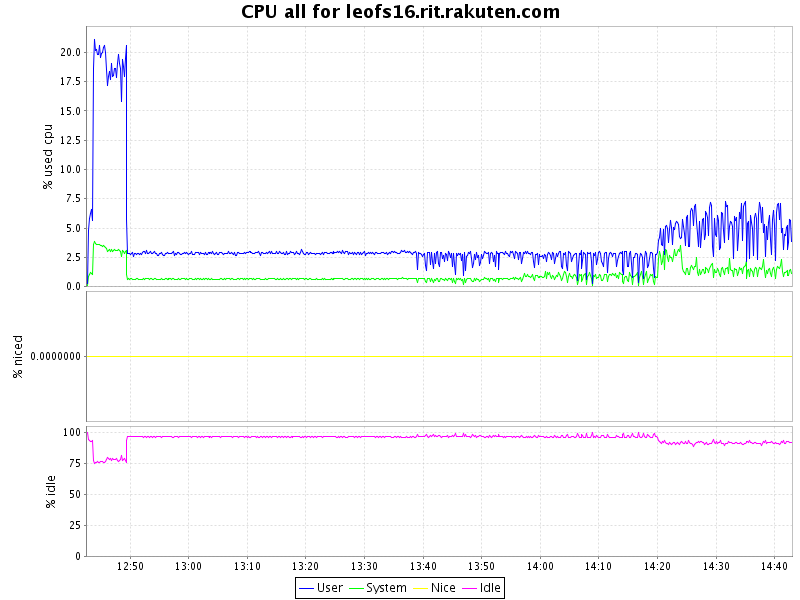 CPU all for leofs16.rit.rakuten.com
% used cpu
20.0
17.5
15.0
12.5
10.0
7.5
5.0
2.5
0.0
% niced
0.0000000
% idle
100
75
50
25
0
12:50 13:00 13:10 13:20 13:30 13:40 13:50 14:00 14:10 14:20 14:30 14:40
User System Nice Idle